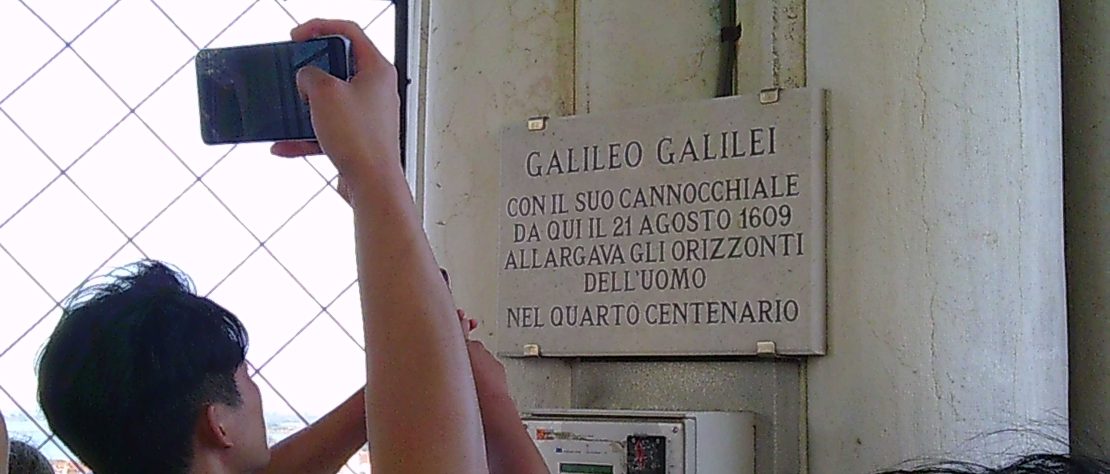 GALILEO GALILEI
CON IL SUO CANNOCCHIALE
DA QUI IL 21 AGOSTO 1609
ALLARGAVA GLI ORIZZONTI
DELL'UOMO
NEL QUARTO CENTENARIO